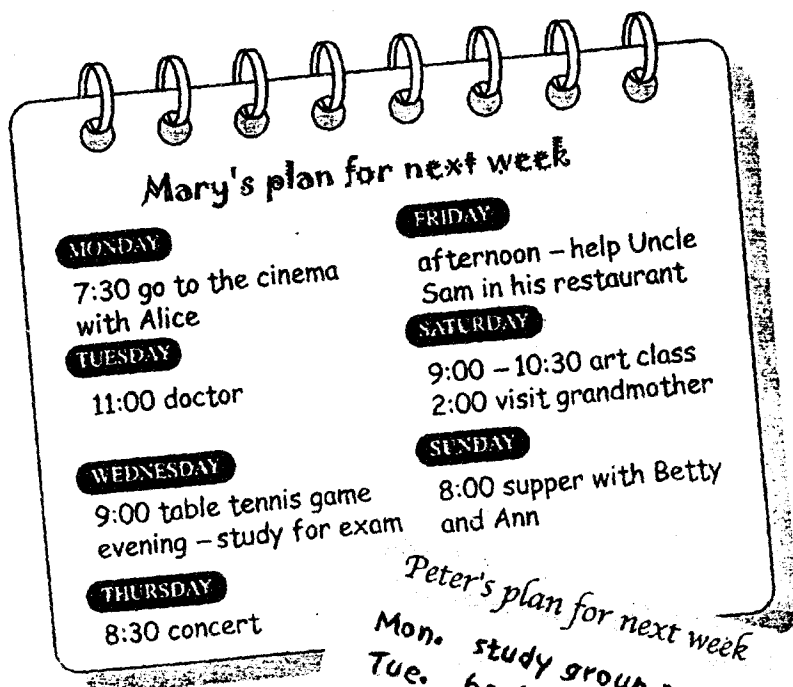 Mary's plan for next week
MONDAY
7:30 go to the cinema
with Alice
TUESDAY
11:00 doctor
WEDNESDAY
9:00 table tennis game
evening – study for exam
THURSDAY
8:30 concert
FRIDAY
afternoon – help Uncle
Sam in his restaurant
SATURDAY
9:00 – 10:30 art class
2:00 visit grandmother
SUNDAY
8:00 supper with Betty
and Ann
Peter's plan for next week
Mon. study group
Tue.